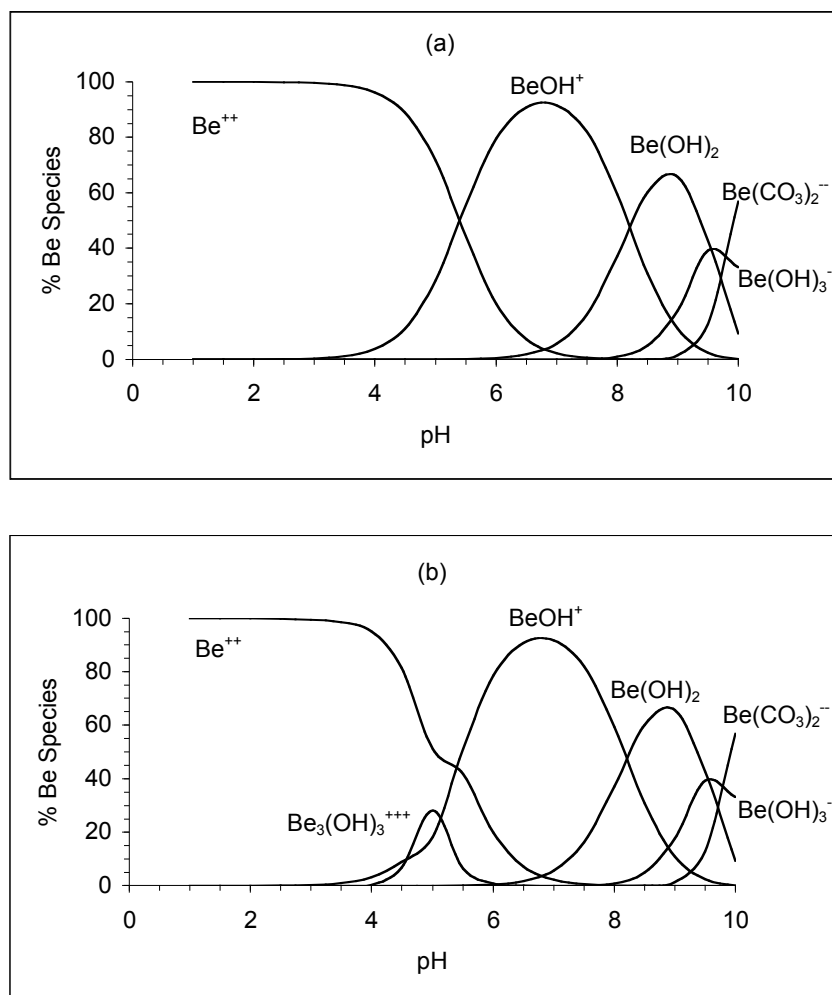 (a)
% Be Species
100
80
60
40
20
0
Be⁺⁺
BeOH⁺
Be(OH)₂
Be(CO₃)₂⁻⁻
Be(OH)₃⁻
0 2 4 6 8 10
pH
(b)
% Be Species
100
80
60
40
20
0
Be⁺⁺
BeOH⁺
Be(OH)₂
Be(CO₃)₂⁻⁻
Be₃(OH)₃⁺⁺⁺
Be(OH)₃⁻
0 2 4 6 8 10
pH